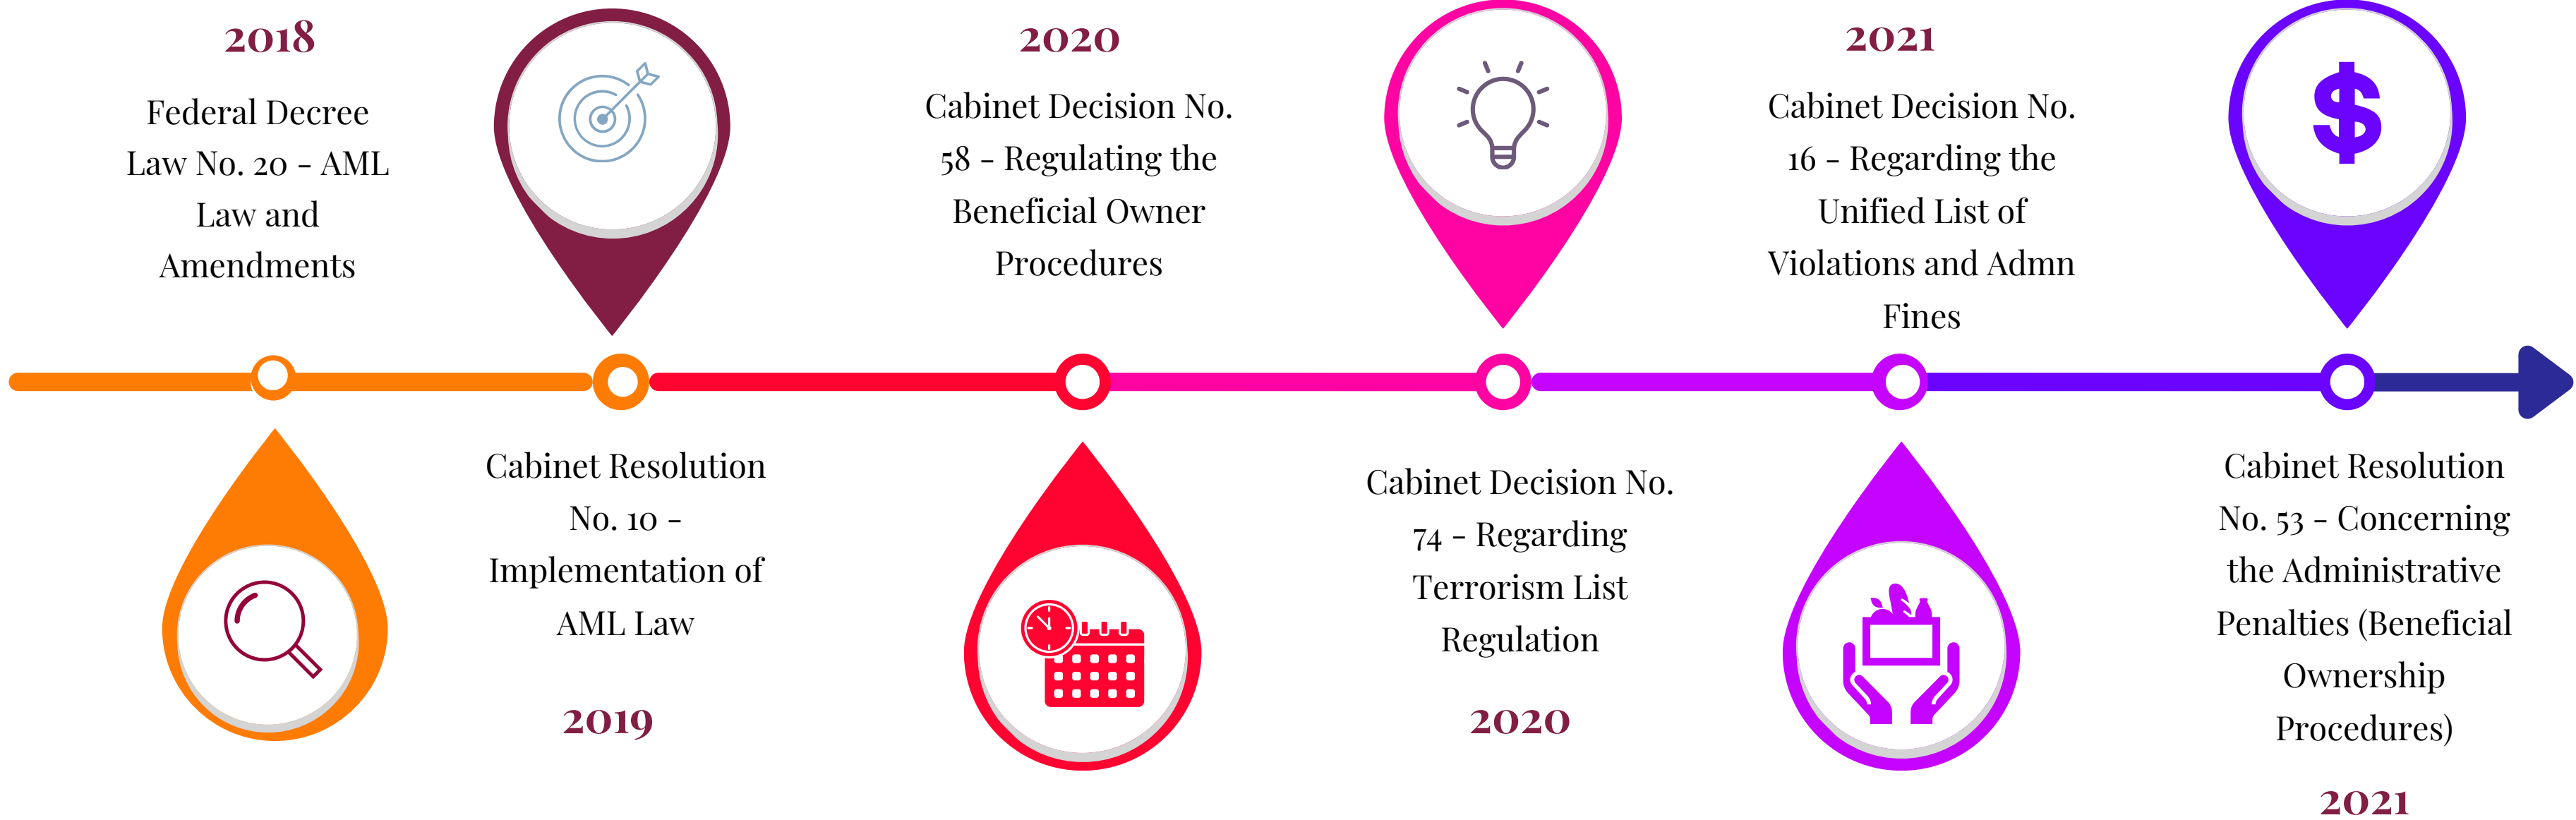 2018
Federal Decree
Law No. 20 - AML
Law and
Amendments
Cabinet Resolution
No. 10 -
Implementation of
AML Law
2019
2020
Cabinet Decision No.
58 - Regulating the
Beneficial Owner
Procedures
Cabinet Decision No.
74 - Regarding
Terrorism List
Regulation
2020
2021
Cabinet Decision No.
16 - Regarding the
Unified List of
Violations and Admn
Fines
Cabinet Resolution
No. 53 - Concerning
the Administrative
Penalties (Beneficial
Ownership
Procedures)
2021